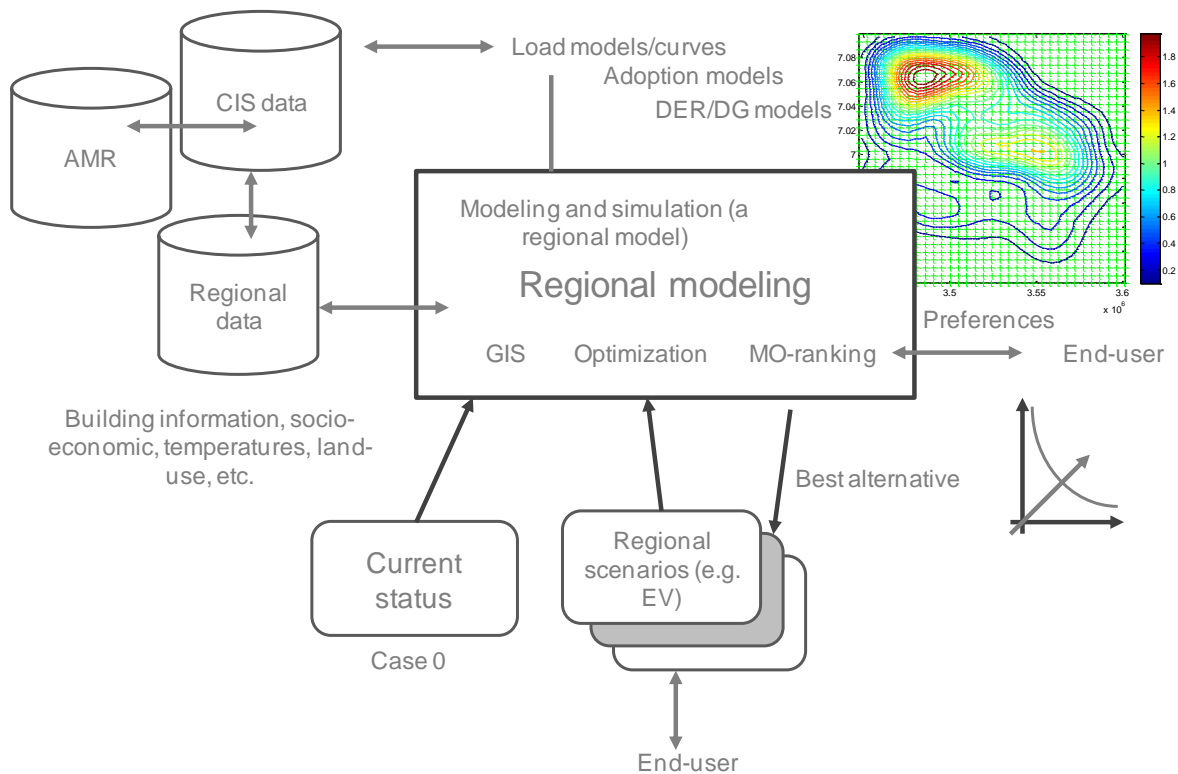 Load models/curves
Adoption models
DER/DG models
CIS data
AMR
Regional
data
Building information, socio-
economic, temperatures, land-
use, etc.
Modeling and simulation (a
regional model)
Regional modeling
GIS
Optimization
MO-ranking
7.08
7.06
7.04
7.02
7
3.5
3.55
3.6
x 10⁶
1.8
1.6
1.4
1.2
1
0.8
0.6
0.4
0.2
Preferences
End-user
Best alternative
Current
status
Case 0
Regional
scenarios (e.g.
EV)
End-user